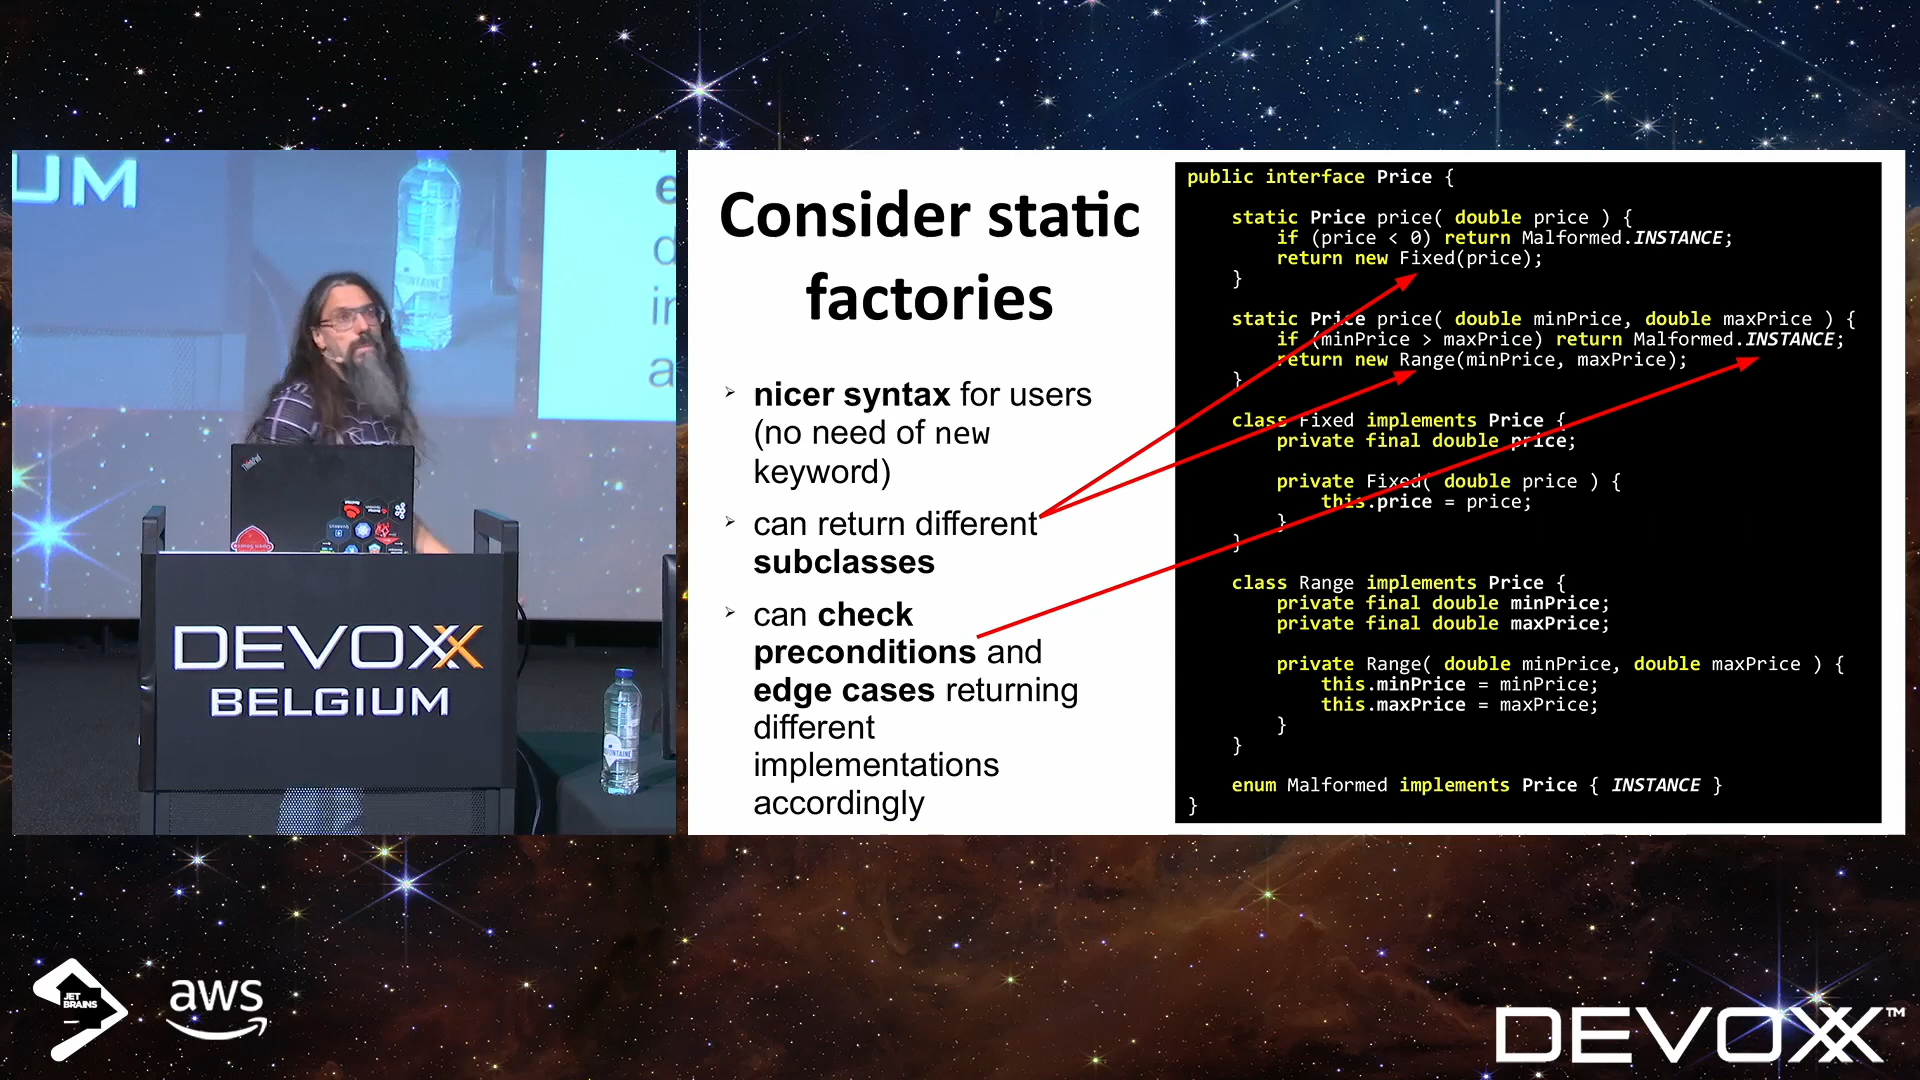 Consider static
factories
➢ nicer syntax for users
(no need of new
keyword)
➢ can return different
subclasses
➢ can check
preconditions and
edge cases returning
different
implementations
accordingly
public interface Price {
static Price price( double price ) {
if (price < 0) return Malformed.INSTANCE;
return new Fixed(price);
}
static Price price( double minPrice, double maxPrice ) {
if (minPrice > maxPrice) return Malformed.INSTANCE;
return new Range(minPrice, maxPrice);
}
class Fixed implements Price {
private final double price;
private Fixed( double price ) {
this.price = price;
}
}
class Range implements Price {
private final double minPrice;
private final double maxPrice;
private Range( double minPrice, double maxPrice ) {
this.minPrice = minPrice;
this.maxPrice = maxPrice;
}
}
enum Malformed implements Price { INSTANCE }
}
UM
ThinkPad
Open Source
DEVOXX
BELGIUM
JET
BRAINS
aws
DEVOXX™